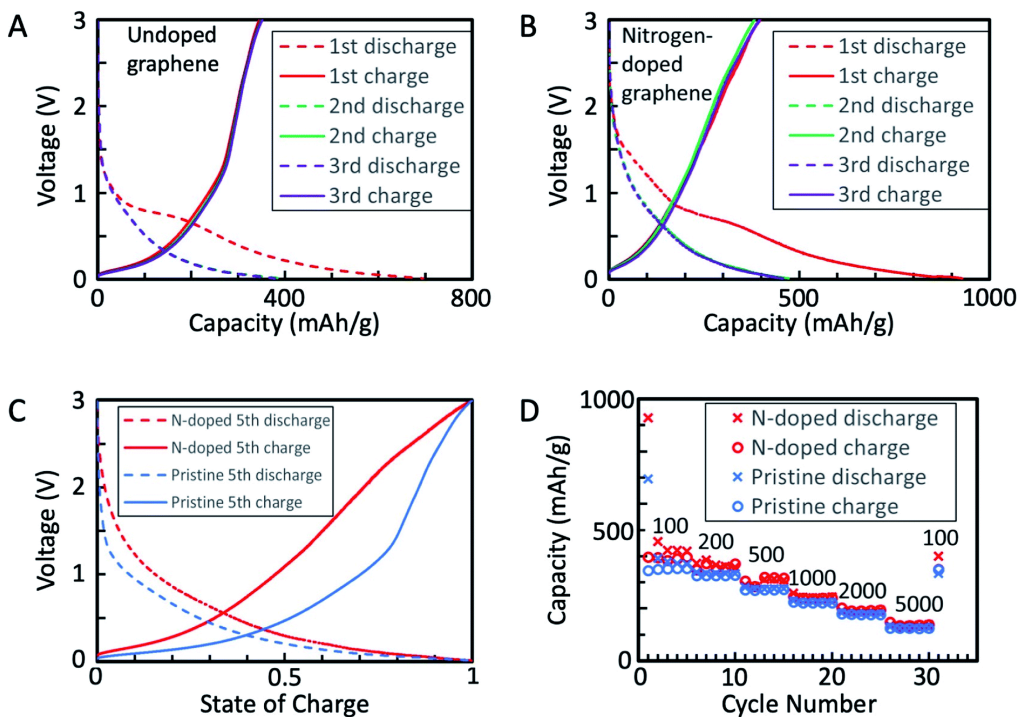 A
Undoped
graphene
1st discharge
1st charge
2nd discharge
2nd charge
3rd discharge
3rd charge
Voltage (V)
3
2
1
0
0
400
800
Capacity (mAh/g)
B
Nitrogen-
doped
graphene
1st discharge
1st charge
2nd discharge
2nd charge
3rd discharge
3rd charge
Voltage (V)
3
2
1
0
0
500
1000
Capacity (mAh/g)
C
N-doped 5th discharge
N-doped 5th charge
Pristine 5th discharge
Pristine 5th charge
Voltage (V)
3
2
1
0
0
0.5
1
State of Charge
D
N-doped discharge
N-doped charge
Pristine discharge
Pristine charge
Capacity (mAh/g)
1000
500
0
100
200
500
1000
2000
5000
100
0
10
20
30
Cycle Number